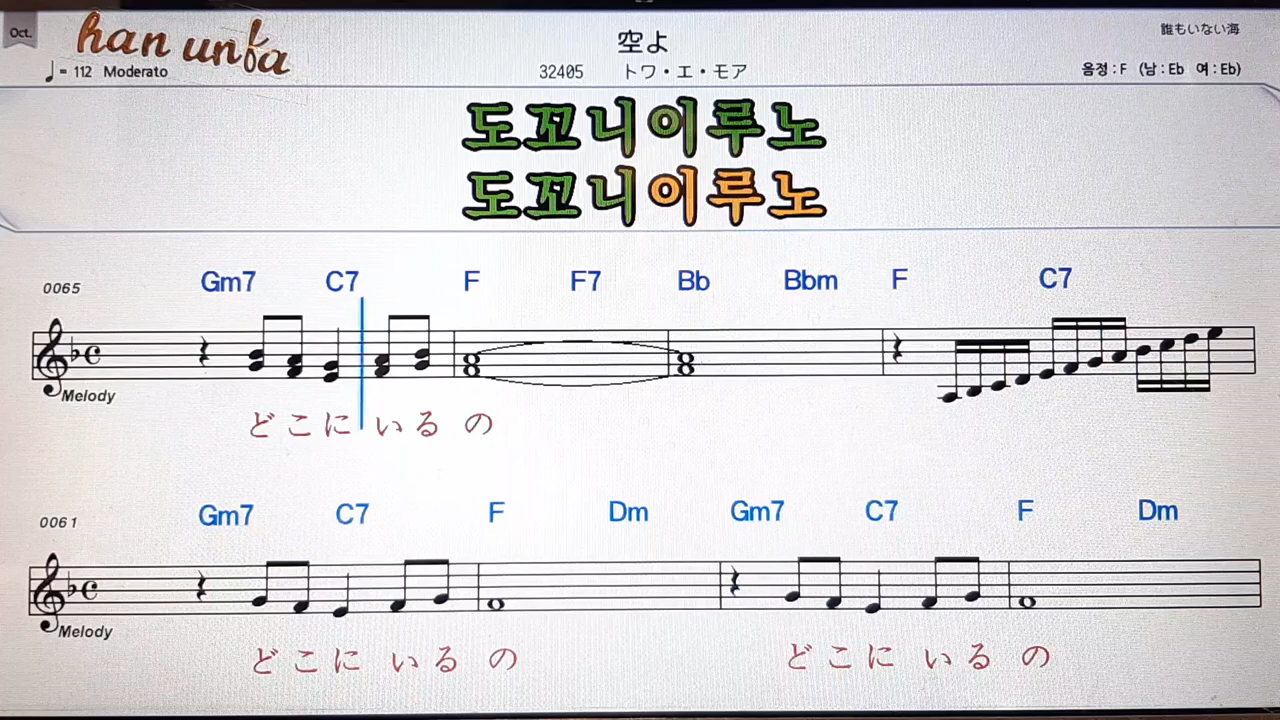 Oct.
han unfa
空よ
誰もいない海
♩= 112 Moderato
32405 トワ・エ・モア
음정 : F (남 : Eb 여 : Eb)
도꼬니이루노
도꼬니이루노
0065
Gm7 C7 F F7 Bb Bbm F C7
Melody
どこに いる の
0061
Gm7 C7 F Dm Gm7 C7 F Dm
Melody
どこに いる の どこに いる の